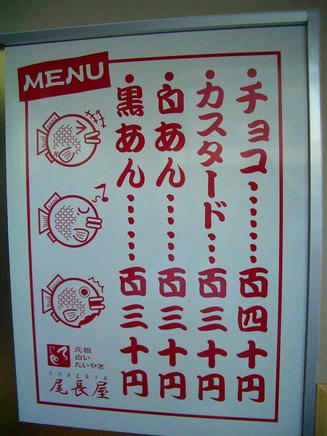 MENU
・チョコ……百四十円
・カスタード…百三十円
・白あん……百三十円
・黒あん……百三十円
元祖
白い
たいやき
onagaya
尾長屋